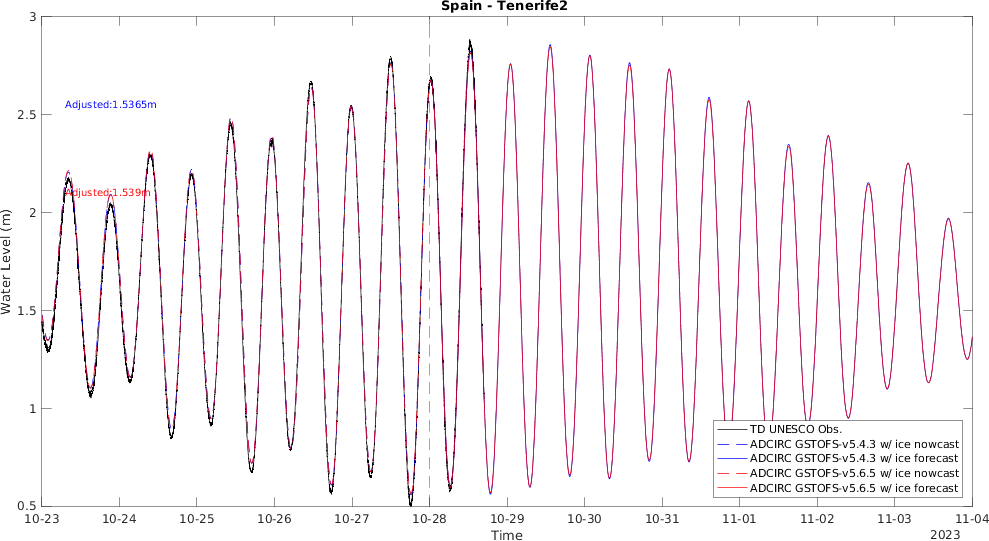 Spain - Tenerife2
3
2.5
2
1.5
1
0.5
Water Level (m)
Adjusted:1.5365m
Adjusted:1.539m
TD UNESCO Obs.
ADCIRC GSTOFS-v5.4.3 w/ ice nowcast
ADCIRC GSTOFS-v5.4.3 w/ ice forecast
ADCIRC GSTOFS-v5.6.5 w/ ice nowcast
ADCIRC GSTOFS-v5.6.5 w/ ice forecast
10-23 10-24 10-25 10-26 10-27 10-28 10-29 10-30 10-31 11-01 11-02 11-03 11-04
Time
2023